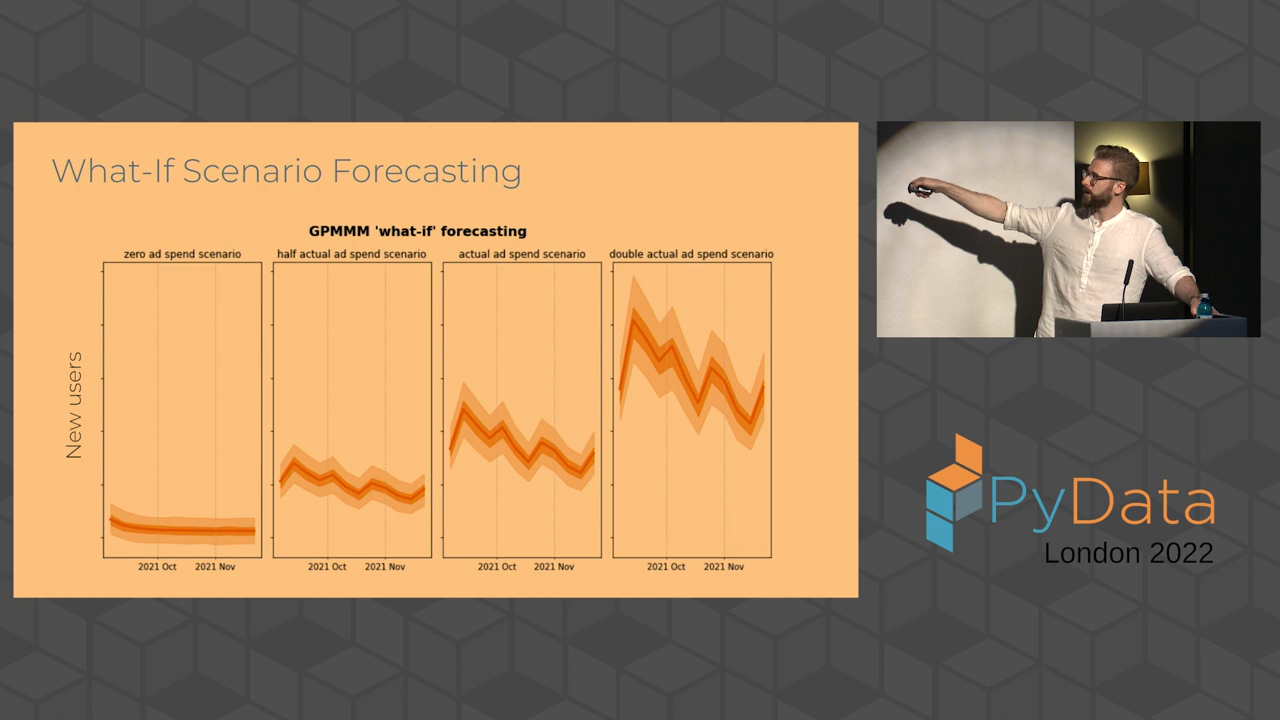 What-If Scenario Forecasting
GPMMM 'what-if' forecasting
zero ad spend scenario
half actual ad spend scenario
actual ad spend scenario
double actual ad spend scenario
New users
2021 Oct
2021 Nov
2021 Oct
2021 Nov
2021 Oct
2021 Nov
2021 Oct
2021 Nov
PyData
London 2022